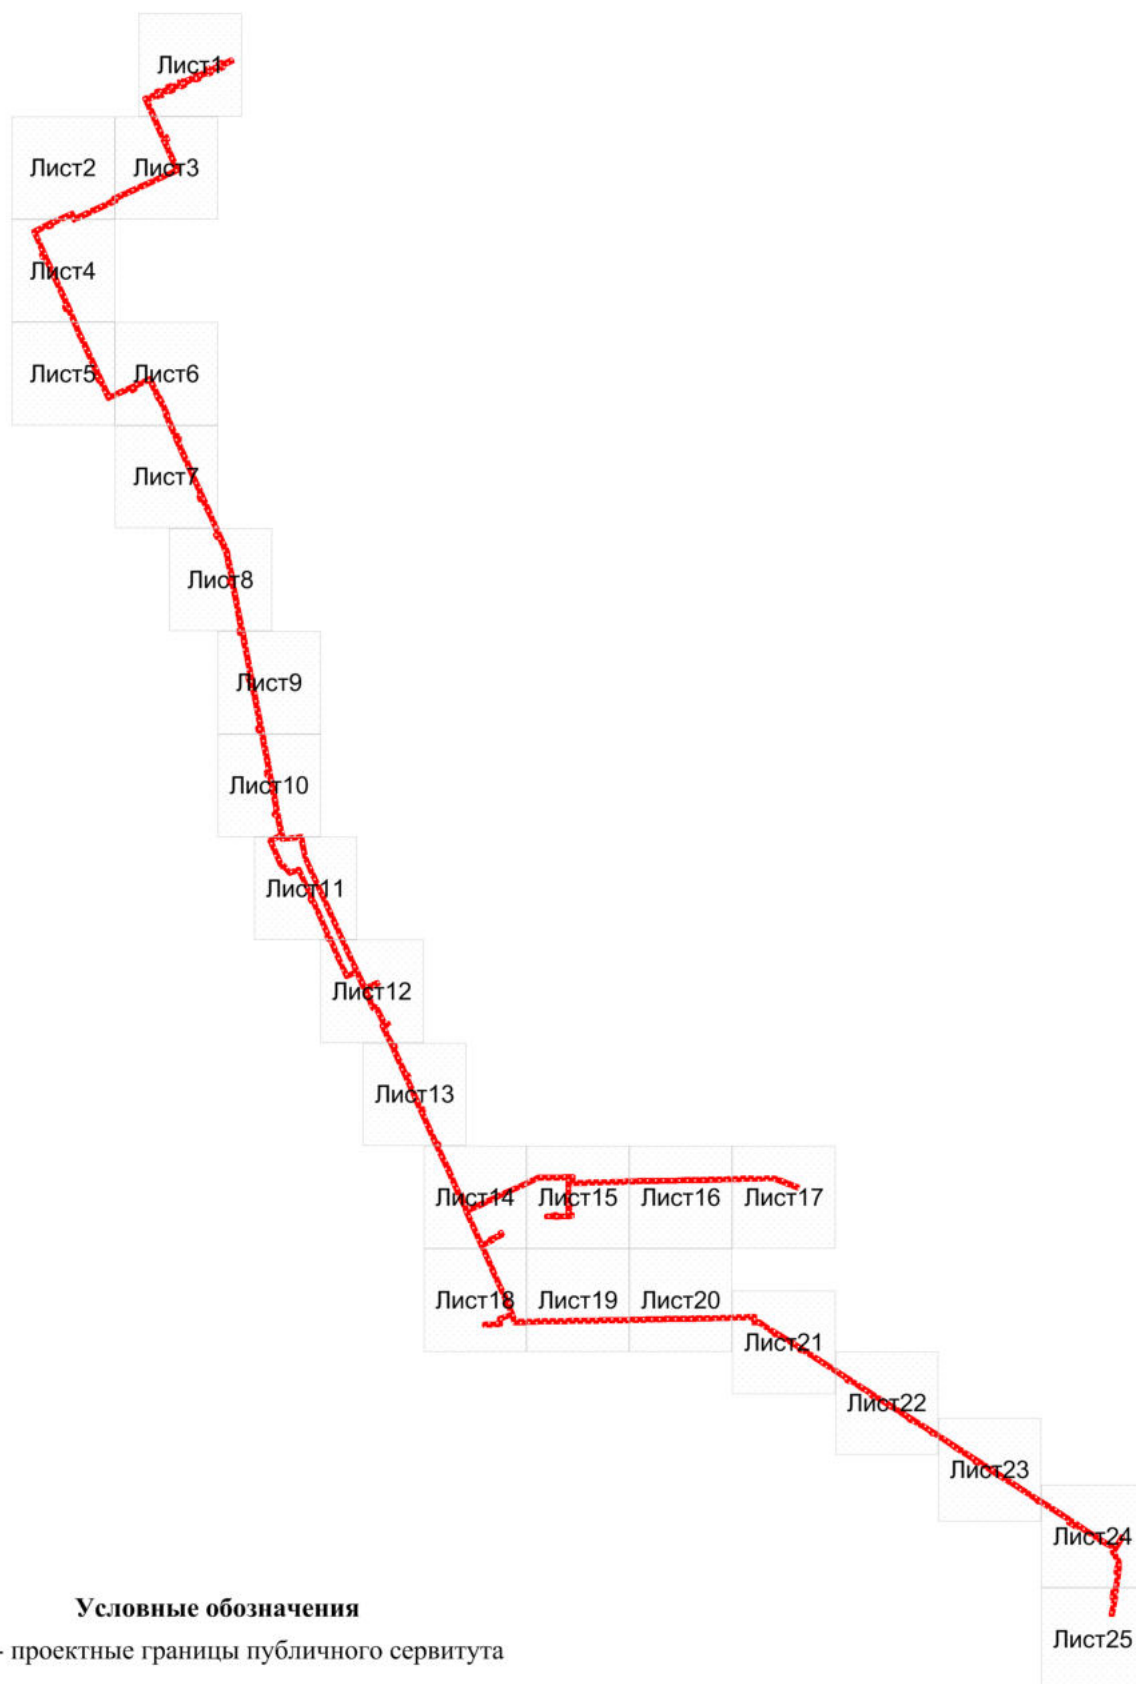 Лист1
Лист2
Лист3
Лист4
Лист5
Лист6
Лист7
Лист8
Лист9
Лист10
Лист11
Лист12
Лист13
Лист14
Лист15
Лист16
Лист17
Лист18
Лист19
Лист20
Лист21
Лист22
Лист23
Лист24
Лист25
Условные обозначения
- проектные границы публичного сервитута